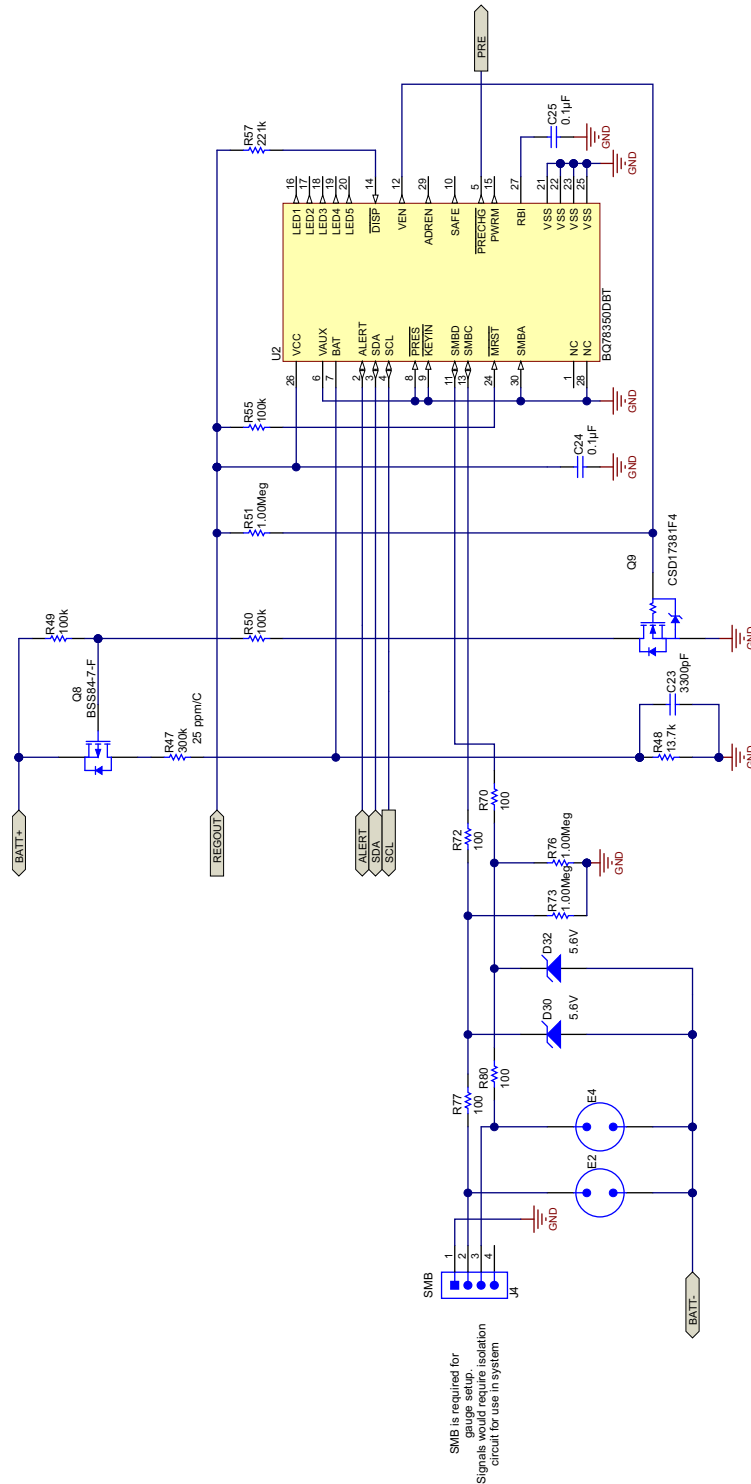 BATT+
Q8
BSS84-7-F
R49
100k
R47
300k
25 ppm/C
R50
100k
REGOUT
R51
1.00Meg
R55
100k
R57
221k
ALERT
SDA
SCL
U2
26
VCC
6
VAUX
7
BAT
2
ALERT
3
SDA
4
SCL
8
PRES
9
KEYIN
11
SMBD
13
SMBC
24
MRST
30
SMBA
1
NC
28
NC
BQ78350DBT
LED1
16
LED2
17
LED3
18
LED4
19
LED5
20
DISP
14
VEN
12
ADREN
29
SAFE
10
PRECHG
5
PWRM
15
RBI
27
VSS
21
VSS
22
VSS
23
VSS
25
PRE
C25
0.1µF
GND
GND
GND
C24
0.1µF
GND
SMB is required for
gauge setup.
Signals would require isolation
circuit for use in system
SMB
1
2
3
4
J4
GND
R77
100
R80
100
R72
100
R70
100
E2
E4
D30
5.6V
D32
5.6V
R73
1.00Meg
R76
1.00Meg
GND
R48
13.7k
C23
3300pF
GND
Q9
CSD17381F4
GND
BATT-